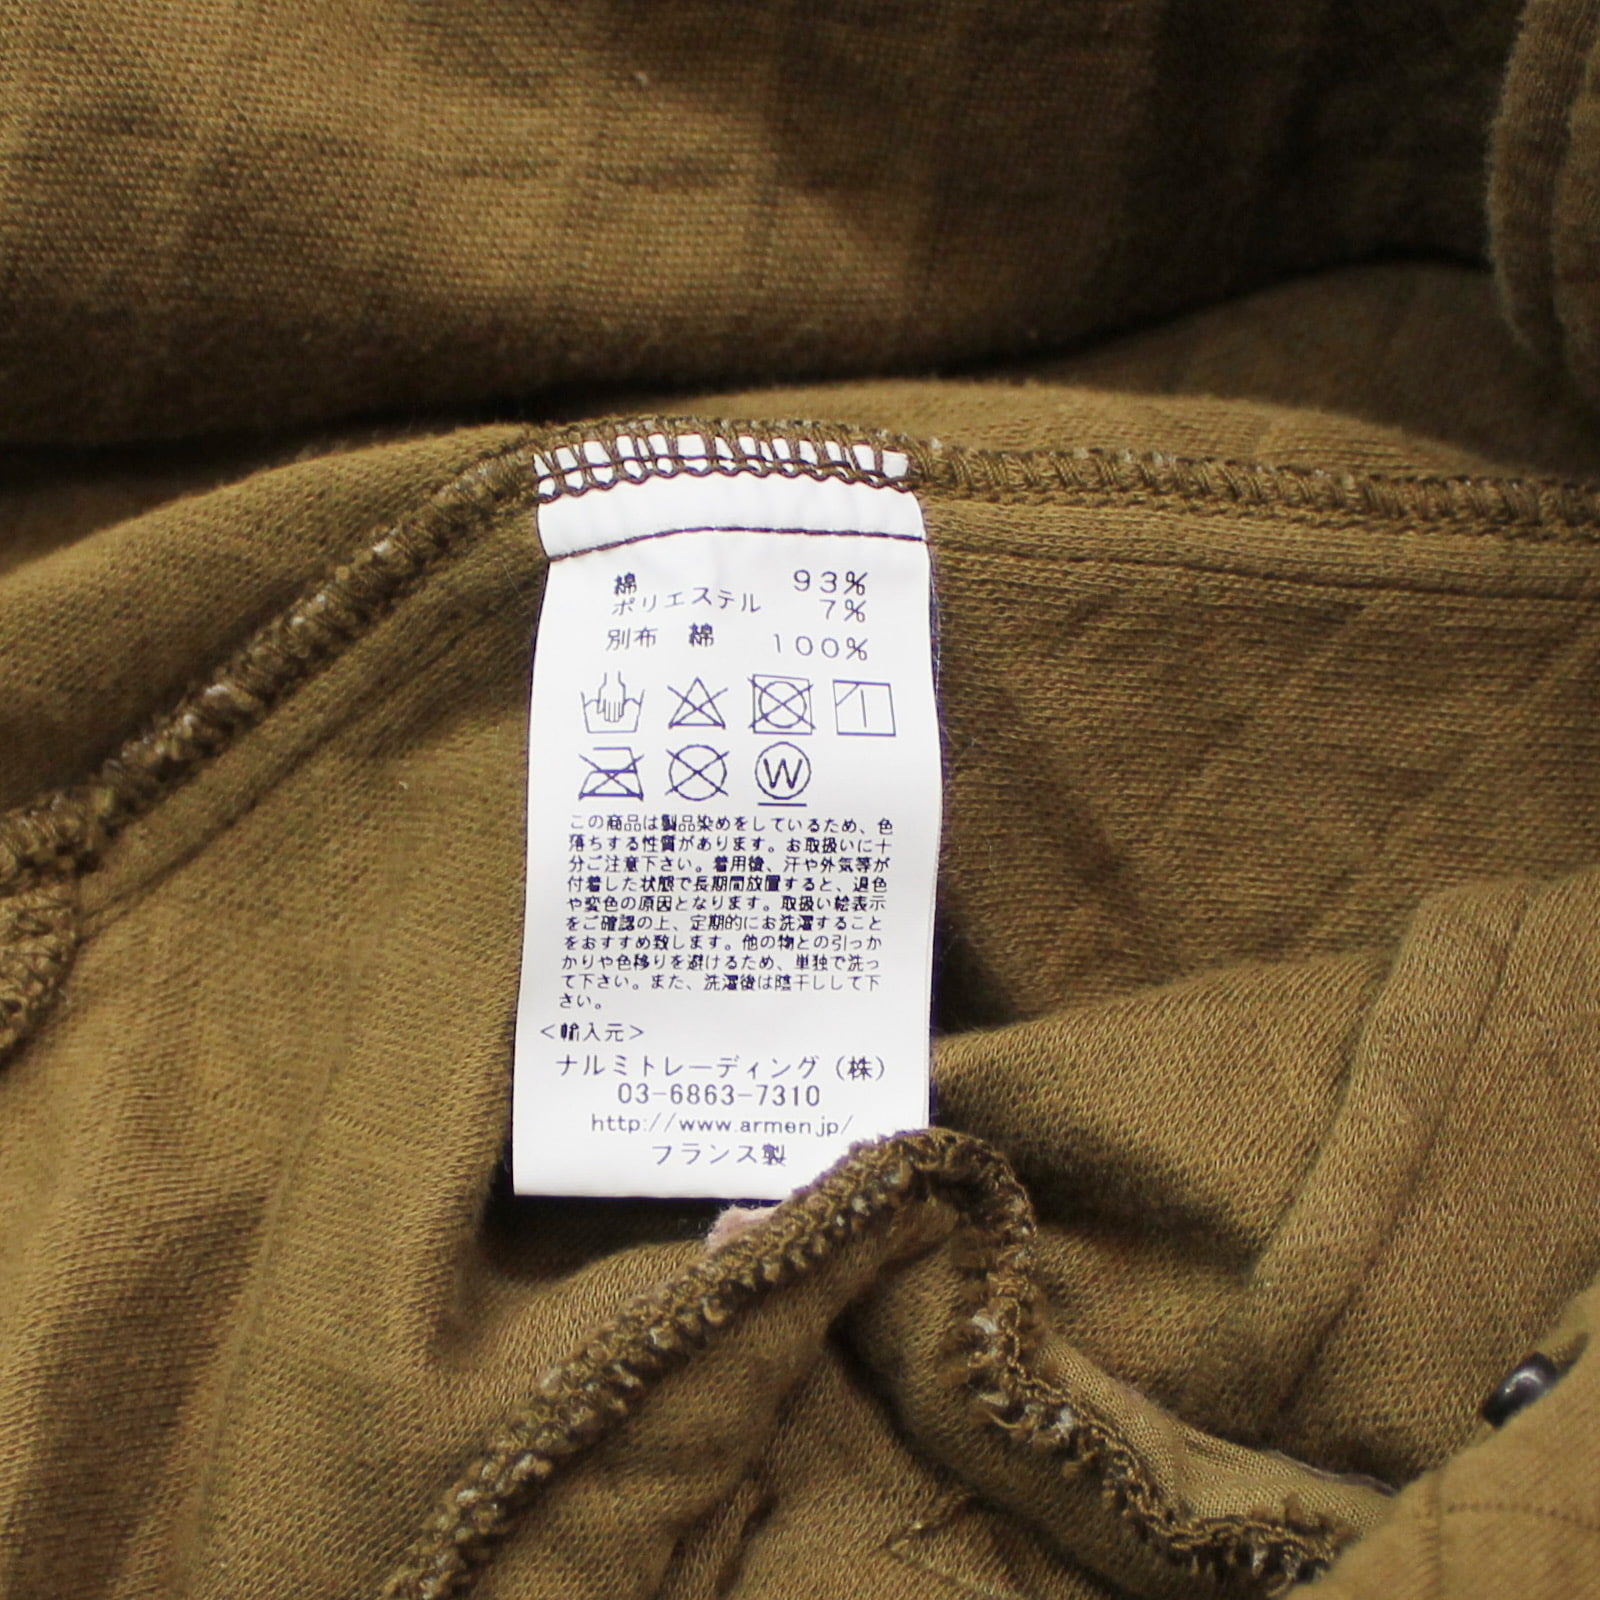 綿 93%
ポリエステル 7%
別布 綿 100%
W
この商品は製品染めをしているため、色
落ちする性質があります。お取扱いに十
分ご注意下さい。着用後、汗や外気等が
付着した状態で長期間放置すると、退色
や変色の原因となります。取扱い絵表示
をご確認の上、定期的にお洗濯すること
をおすすめ致します。他の物との引っか
かりや色移りを避けるため、単独で洗っ
て下さい。また、洗濯後は陰干しして下
さい。
<輸入元>
ナルミトレーディング(株)
03-6863-7310
http://www.armen.jp/
フランス製